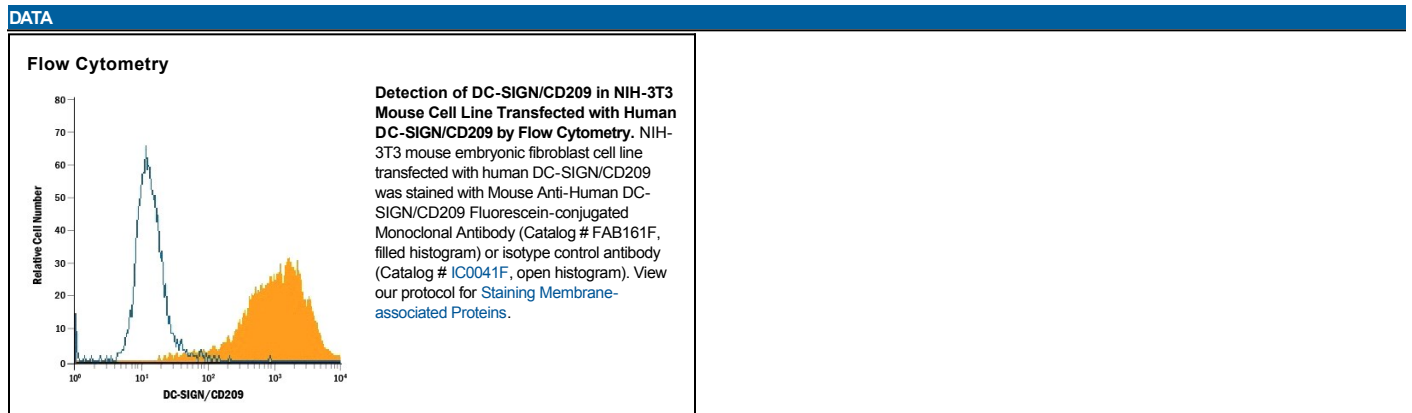 DATA
Flow Cytometry
80
70
60
50
40
30
20
10
0
Relative Cell Number
10⁰ 10¹ 10² 10³ 10⁴
DC-SIGN/CD209
Detection of DC-SIGN/CD209 in NIH-3T3
Mouse Cell Line Transfected with Human
DC-SIGN/CD209 by Flow Cytometry. NIH-
3T3 mouse embryonic fibroblast cell line
transfected with human DC-SIGN/CD209
was stained with Mouse Anti-Human DC-
SIGN/CD209 Fluorescein-conjugated
Monoclonal Antibody (Catalog # FAB161F,
filled histogram) or isotype control antibody
(Catalog # IC0041F, open histogram). View
our protocol for Staining Membrane-
associated Proteins.